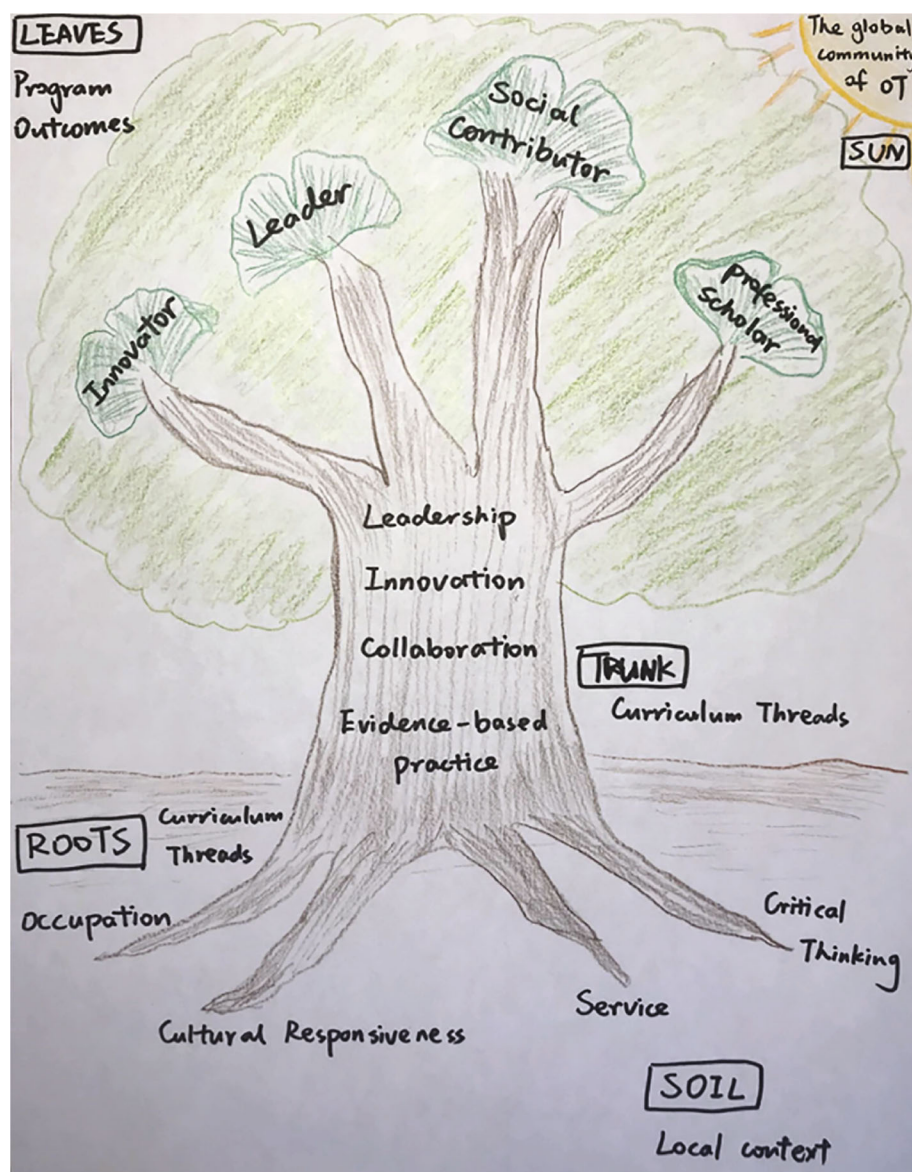 LEAVES
Program
Outcomes
The global
communit
of OT
SUN
Social
Contributor
Leader
Innovator
Professional
Scholar
Leadership
Innovation
Collaboration
Evidence-based
practice
TRUNK
Curriculum Threads
ROOTS
Curriculum
Threads
Occupation
Cultural Responsiveness
Service
Critical
Thinking
SOIL
Local context